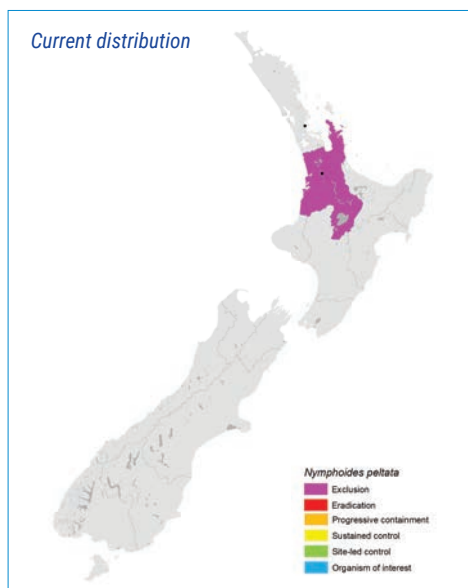 Current distribution
Nymphoides peltata
Exclusion
Eradication
Progressive containment
Sustained control
Site-led control
Organism of interest